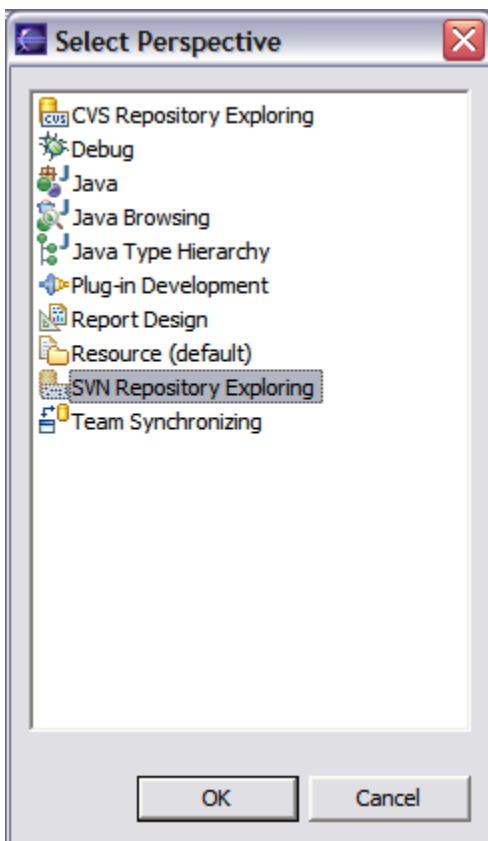 Select Perspective
CVS Repository Exploring
Debug
Java
Java Browsing
Java Type Hierarchy
Plug-in Development
Report Design
Resource (default)
SVN Repository Exploring
Team Synchronizing
OK Cancel